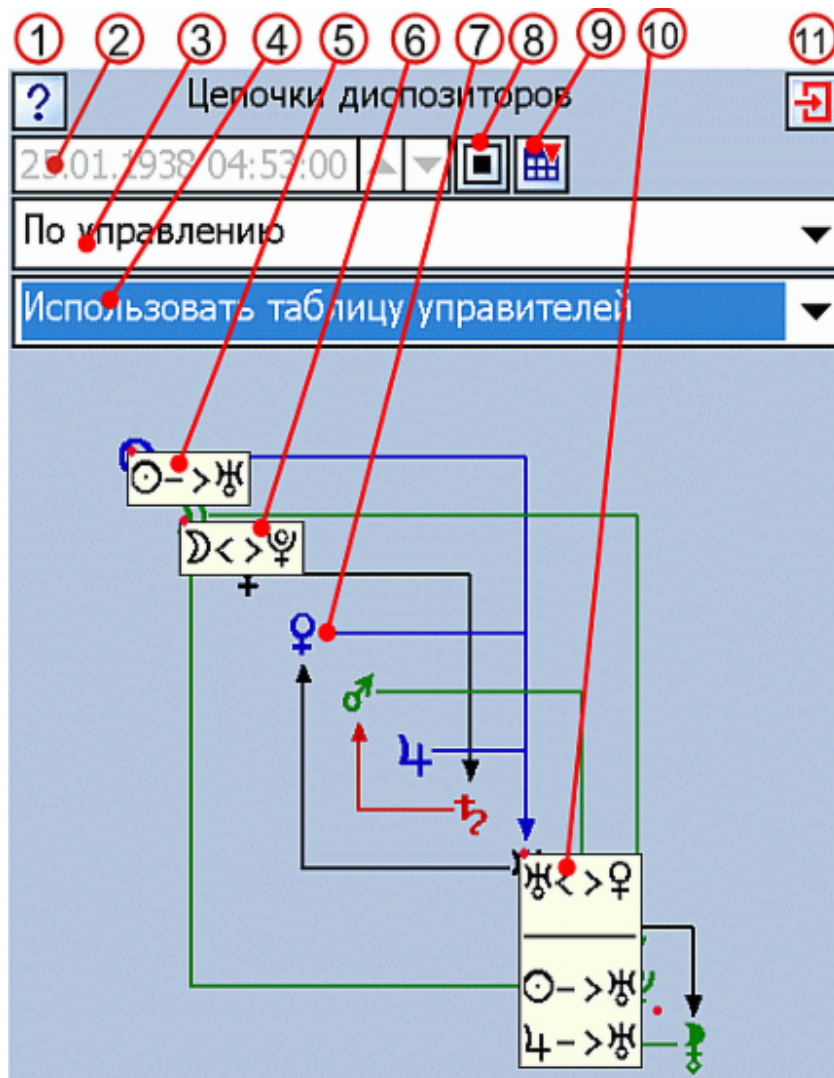 1 2 3 4 5 6 7 8 9 10 11
? Цепочки диспозиторов
25.01.1938 04:53:00
По управлению
Использовать таблицу управителей
☉->♅
☽<>♇
♀
♂
♃
♄
♅<>♀
☉->♅
♃->♅